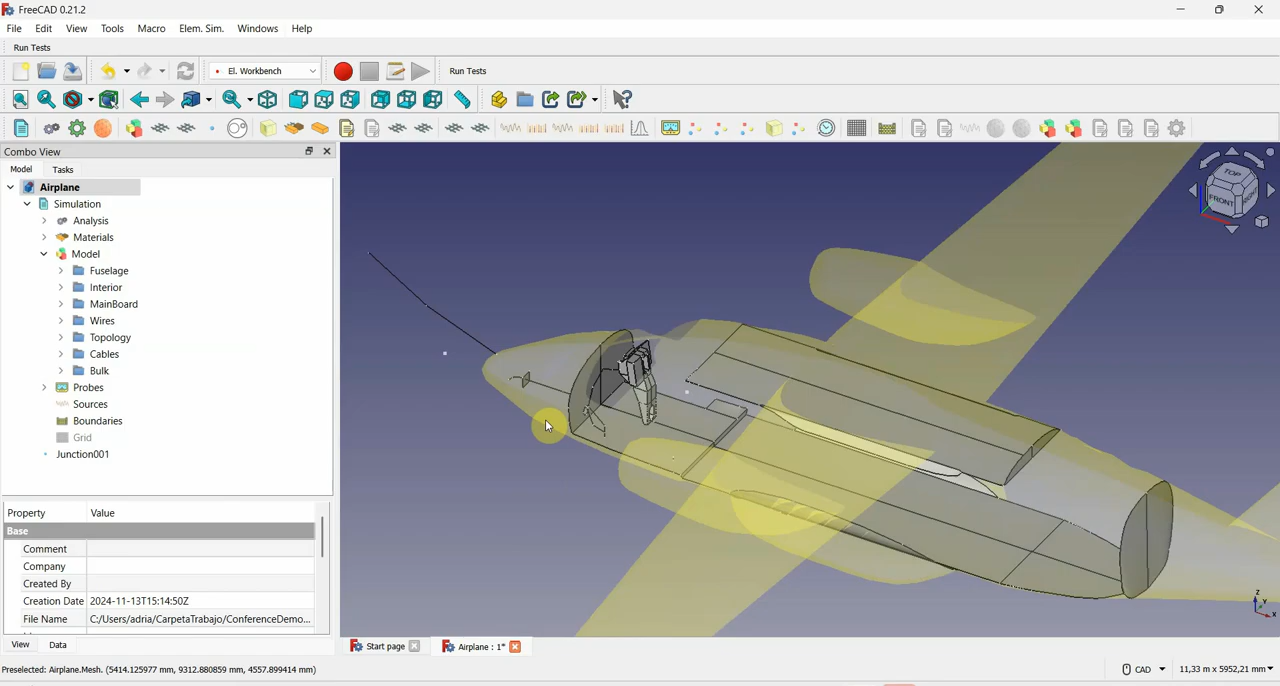 FreeCAD 0.21.2
File Edit View Tools Macro Elem. Sim. Windows Help
Run Tests
El. Workbench
Run Tests
Combo View
Model Tasks
Airplane
Simulation
Analysis
Materials
Model
Fuselage
Interior
MainBoard
Wires
Topology
Cables
Bulk
Probes
Sources
Boundaries
Grid
Junction001
TOP
FRONT
RIGHT
Property Value
Base
Comment
Company
Created By
Creation Date 2024-11-13T15:14:50Z
File Name C:/Users/adria/CarpetaTrabajo/ConferenceDemo...
View Data
Z
Y
X
Start page
Airplane : 1*
Preselected: Airplane.Mesh. (5414.125977 mm, 9312.880859 mm, 4557.899414 mm)
CAD
11,33 m x 5952,21 mm